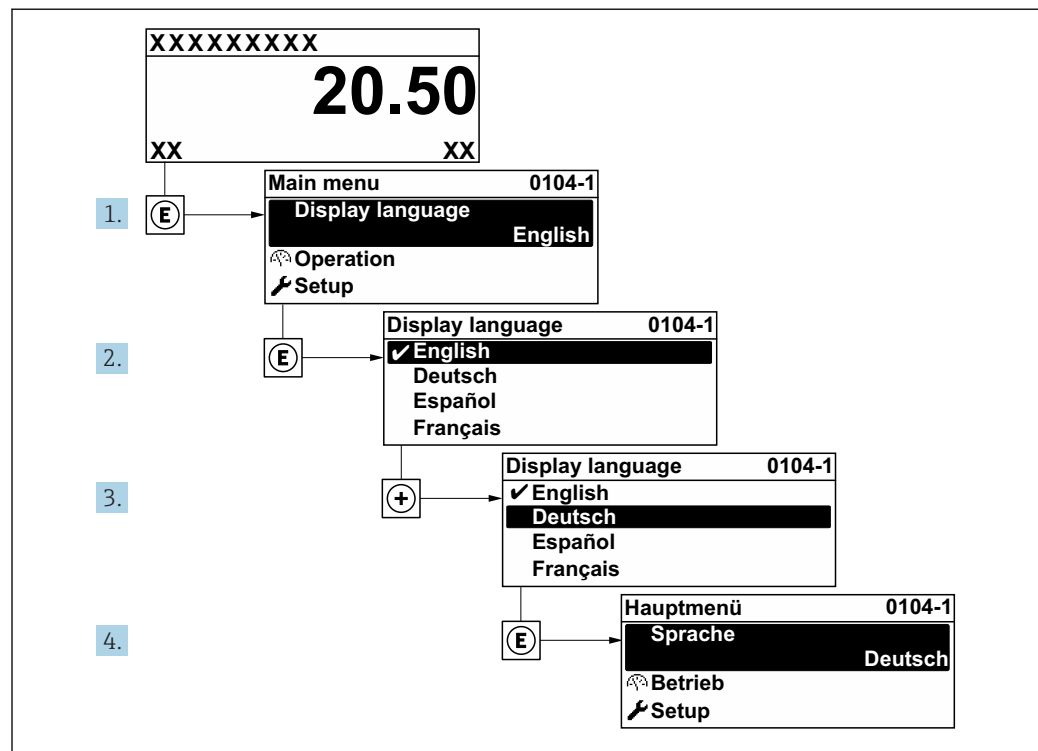 XXXXXXXXX
20.50
XX XX
1. E
Main menu 0104-1
Display language
English
Operation
Setup
2. E
Display language 0104-1
✔English
Deutsch
Español
Français
3. +
Display language 0104-1
✔English
Deutsch
Español
Français
4. E
Hauptmenü 0104-1
Sprache
Deutsch
Betrieb
Setup